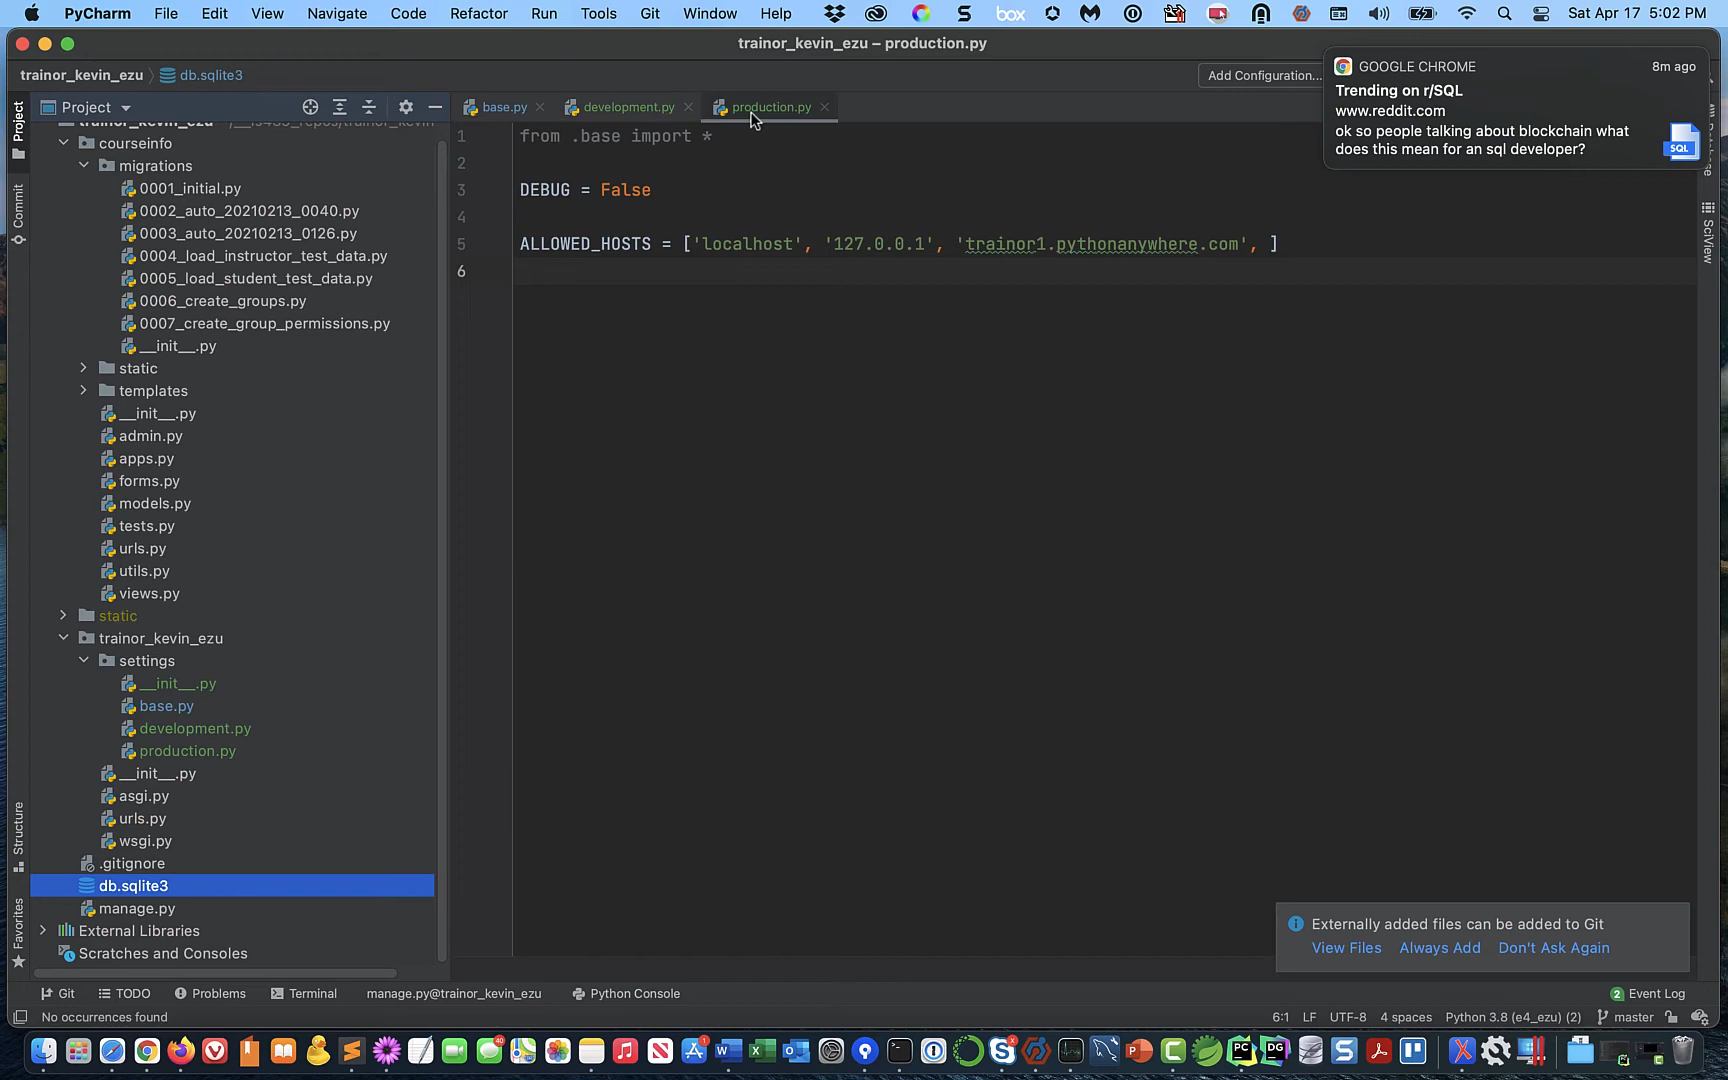 PyCharm File Edit View Navigate Code Refactor Run Tools Git Window Help box Sat Apr 17 5:02 PM
trainor_kevin_ezu – production.py
trainor_kevin_ezu db.sqlite3 Add Configuration...
GOOGLE CHROME 8m ago
Trending on r/SQL
www.reddit.com
ok so people talking about blockchain what
does this mean for an sql developer?
SQL
Project base.py development.py production.py
Project
Commit
Structure
Favorites
SciView
courseinfo
migrations
0001_initial.py
0002_auto_20210213_0040.py
0003_auto_20210213_0126.py
0004_load_instructor_test_data.py
0005_load_student_test_data.py
0006_create_groups.py
0007_create_group_permissions.py
__init__.py
static
templates
__init__.py
admin.py
apps.py
forms.py
models.py
tests.py
urls.py
utils.py
views.py
static
trainor_kevin_ezu
settings
__init__.py
base.py
development.py
production.py
__init__.py
asgi.py
urls.py
wsgi.py
.gitignore
db.sqlite3
manage.py
External Libraries
Scratches and Consoles
1 from .base import *
2
3 DEBUG = False
4
5 ALLOWED_HOSTS = ['localhost', '127.0.0.1', 'trainor1.pythonanywhere.com', ]
6
Externally added files can be added to Git
View Files Always Add Don't Ask Again
Git TODO Problems Terminal manage.py@trainor_kevin_ezu Python Console 2 Event Log
No occurrences found 6:1 LF UTF-8 4 spaces Python 3.8 (e4_ezu) (2) master